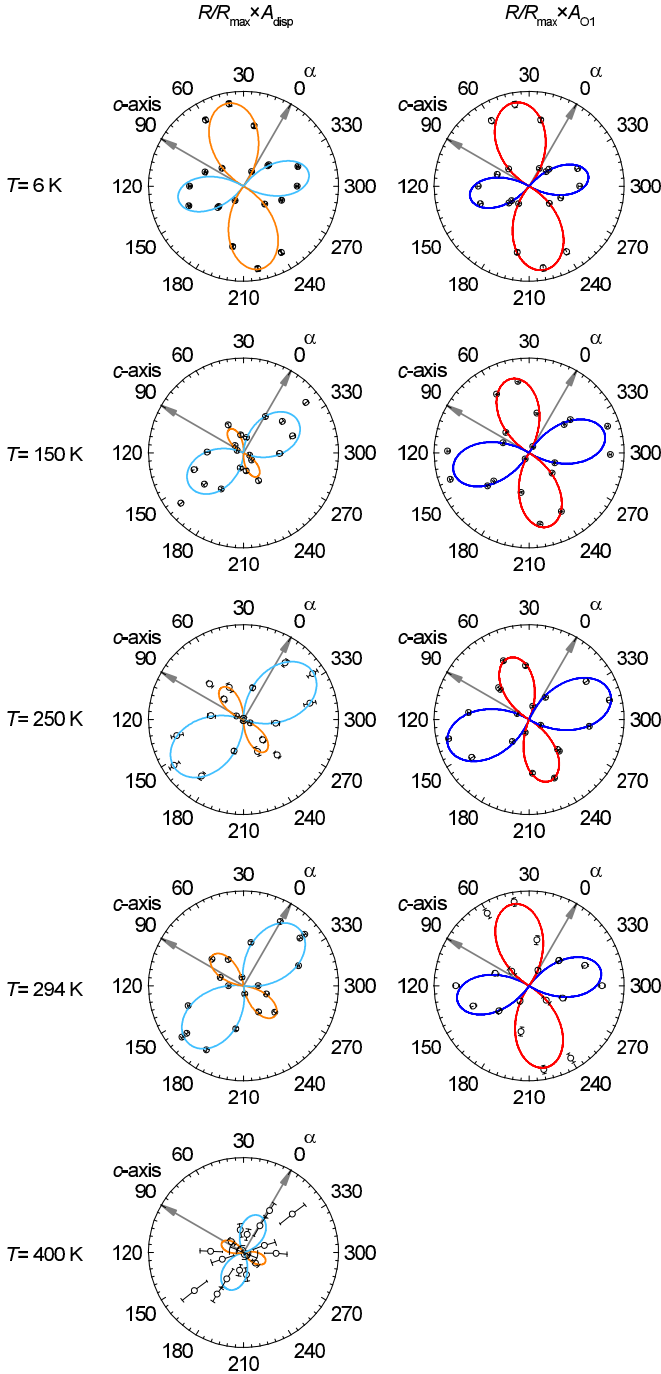 R/Rmax×Adisp R/Rmax×AO1
30 α 30 α
60 0 60 0
c-axis c-axis
90 330 90 330
T= 6 K 120 300 120 300
150 270 150 270
180 240 180 240
210 210
30 α 30 α
60 0 60 0
c-axis c-axis
90 330 90 330
T= 150 K 120 300 120 300
150 270 150 270
180 240 180 240
210 210
30 α 30 α
60 0 60 0
c-axis c-axis
90 330 90 330
T= 250 K 120 300 120 300
150 270 150 270
180 240 180 240
210 210
30 α 30 α
60 0 60 0
c-axis c-axis
90 330 90 330
T= 294 K 120 300 120 300
150 270 150 270
180 240 180 240
210 210
30 α
60 0
c-axis
90 330
T= 400 K 120 300
150 270
180 240
210